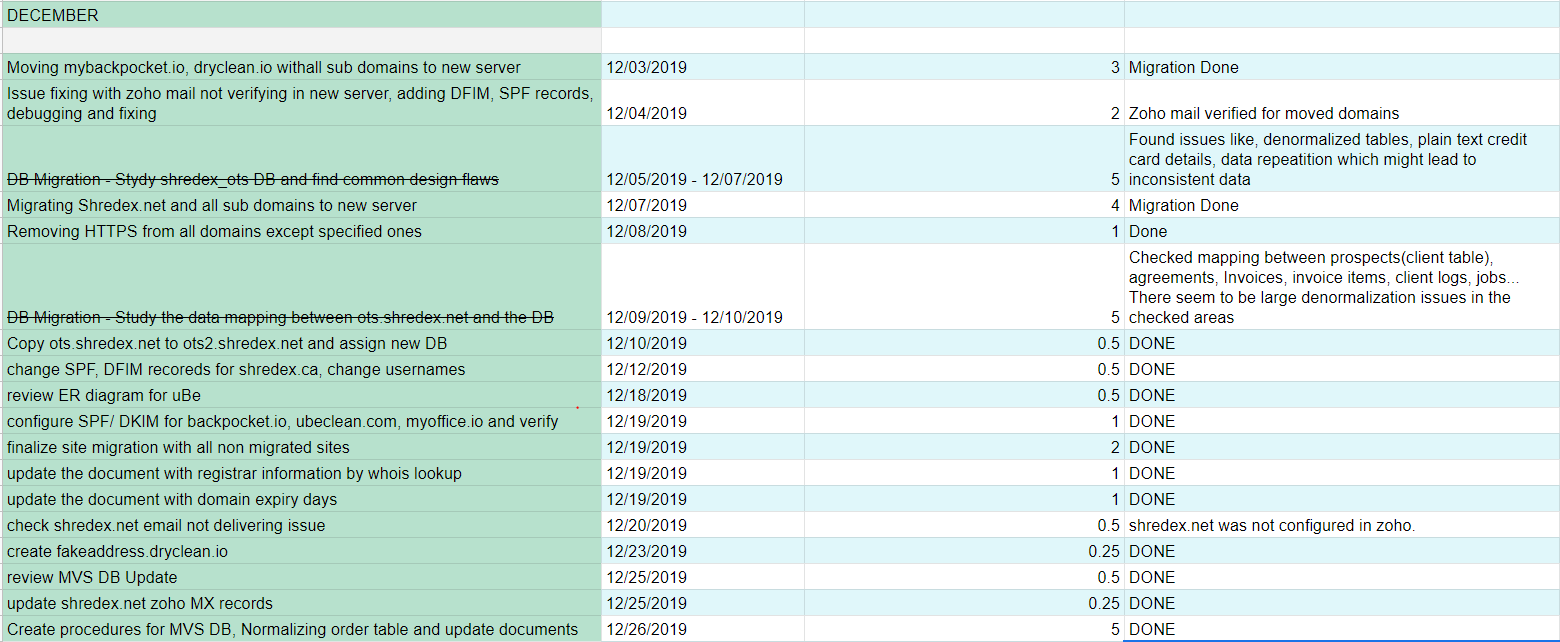 DECEMBER
Moving mybackpocket.io, dryclean.io withall sub domains to new server 12/03/2019 3 Migration Done
Issue fixing with zoho mail not verifying in new server, adding DFIM, SPF records,
debugging and fixing 12/04/2019 2 Zoho mail verified for moved domains
Found issues like, denormalized tables, plain text credit
card details, data repeatition which might lead to
DB Migration - Stydy shredex_ots DB and find common design flaws 12/05/2019 - 12/07/2019 5 inconsistent data
Migrating Shredex.net and all sub domains to new server 12/07/2019 4 Migration Done
Removing HTTPS from all domains except specified ones 12/08/2019 1 Done
Checked mapping between prospects(client table),
agreements, Invoices, invoice items, client logs, jobs...
There seem to be large denormalization issues in the
DB Migration - Study the data mapping between ots.shredex.net and the DB 12/09/2019 - 12/10/2019 5 checked areas
Copy ots.shredex.net to ots2.shredex.net and assign new DB 12/10/2019 0.5 DONE
change SPF, DFIM recoreds for shredex.ca, change usernames 12/12/2019 0.5 DONE
review ER diagram for uBe 12/18/2019 0.5 DONE
configure SPF/ DKIM for backpocket.io, ubeclean.com, myoffice.io and verify 12/19/2019 1 DONE
finalize site migration with all non migrated sites 12/19/2019 2 DONE
update the document with registrar information by whois lookup 12/19/2019 1 DONE
update the document with domain expiry days 12/19/2019 1 DONE
check shredex.net email not delivering issue 12/20/2019 0.5 shredex.net was not configured in zoho.
create fakeaddress.dryclean.io 12/23/2019 0.25 DONE
review MVS DB Update 12/25/2019 0.5 DONE
update shredex.net zoho MX records 12/25/2019 0.25 DONE
Create procedures for MVS DB, Normalizing order table and update documents 12/26/2019 5 DONE